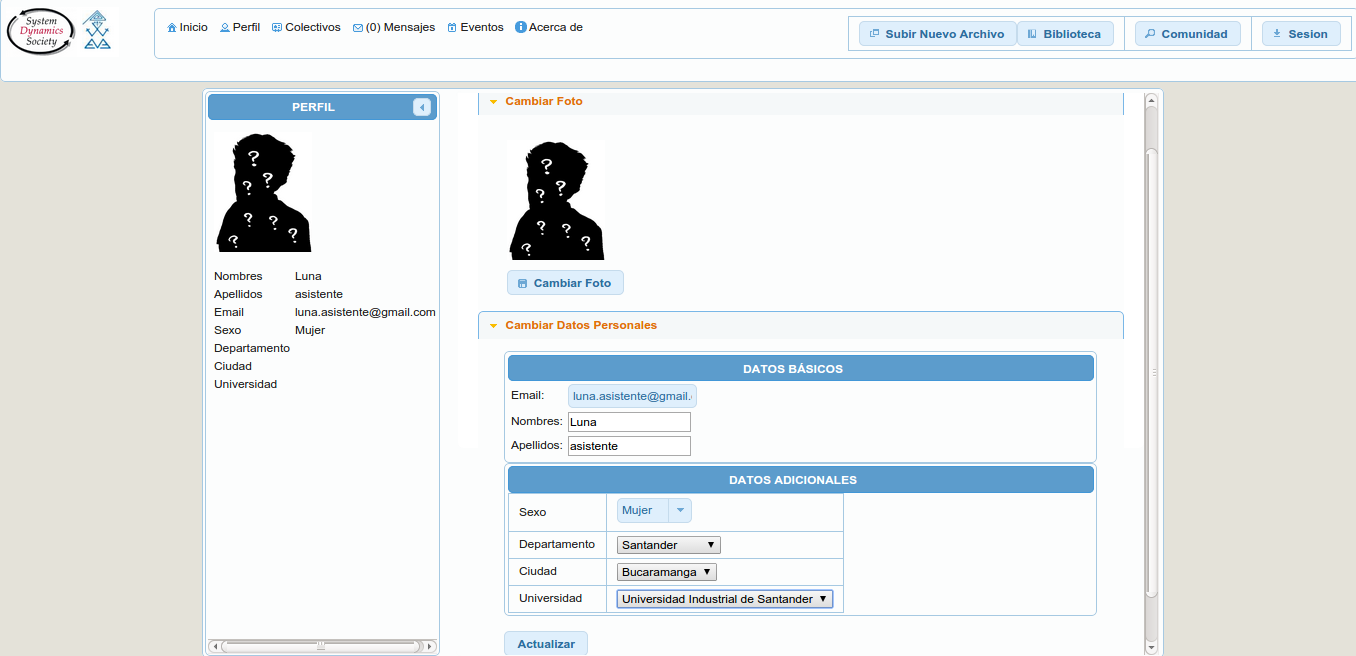 System
Dynamics
Society
Inicio Perfil Colectivos (0) Mensajes Eventos Acerca de
Subir Nuevo Archivo Biblioteca Comunidad Sesion
PERFIL
Nombres Luna
Apellidos asistente
Email luna.asistente@gmail.com
Sexo Mujer
Departamento
Ciudad
Universidad
Cambiar Foto
Cambiar Foto
Cambiar Datos Personales
DATOS BÁSICOS
Email: luna.asistente@gmail.
Nombres: Luna
Apellidos: asistente
DATOS ADICIONALES
Sexo Mujer
Departamento Santander
Ciudad Bucaramanga
Universidad Universidad Industrial de Santander
Actualizar